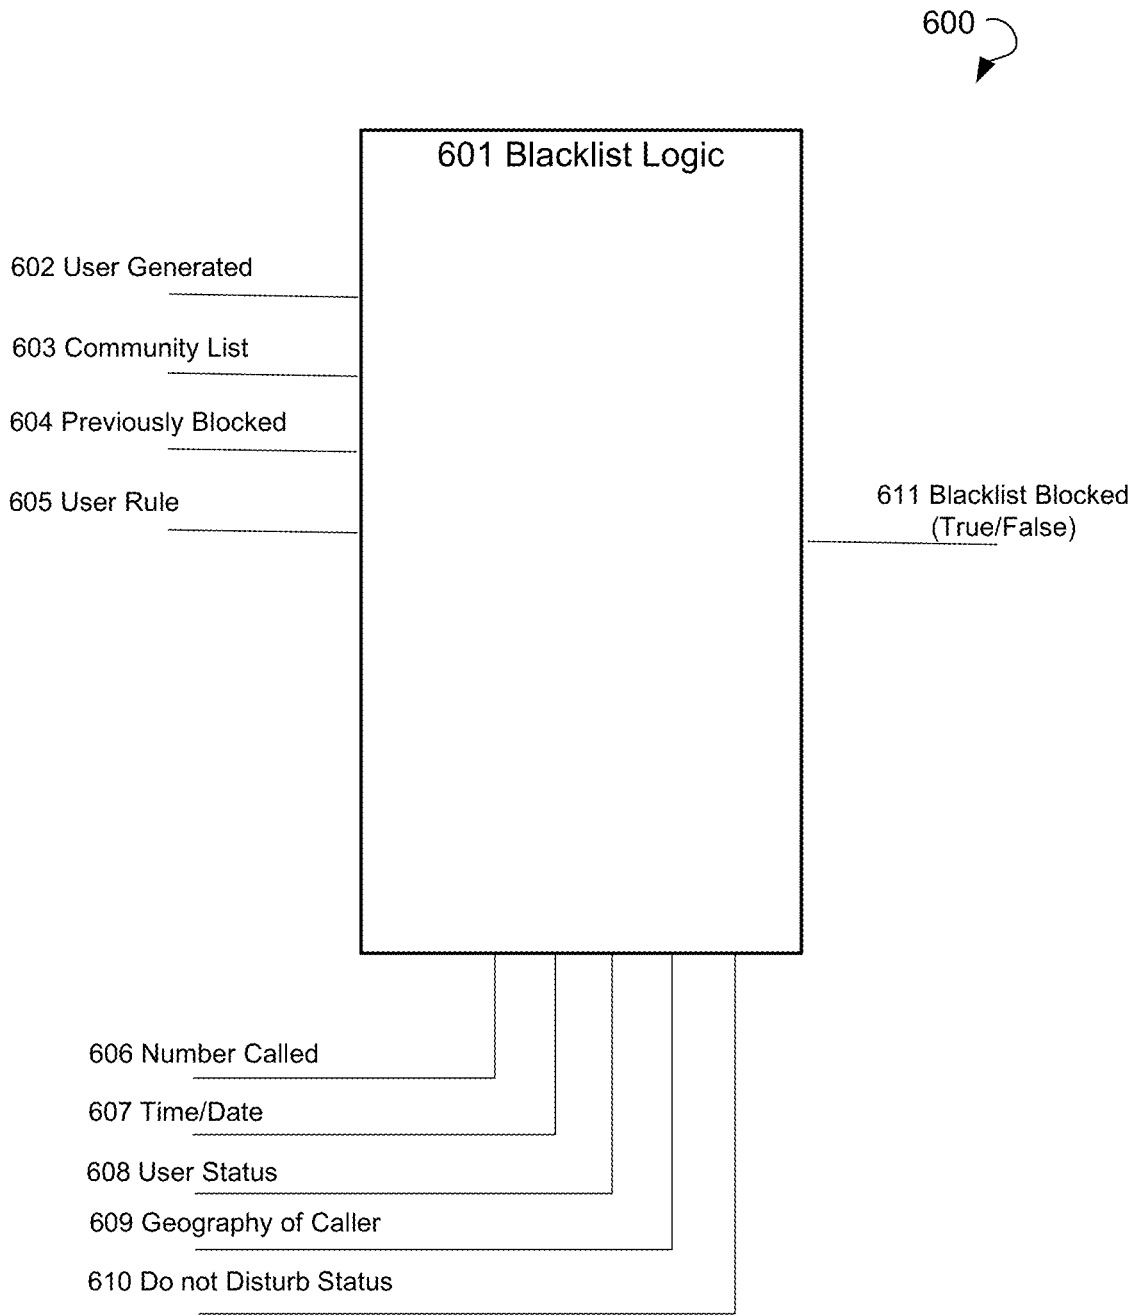 600
601 Blacklist Logic
602 User Generated
603 Community List
604 Previously Blocked
605 User Rule
611 Blacklist Blocked
(True/False)
606 Number Called
607 Time/Date
608 User Status
609 Geography of Caller
610 Do not Disturb Status